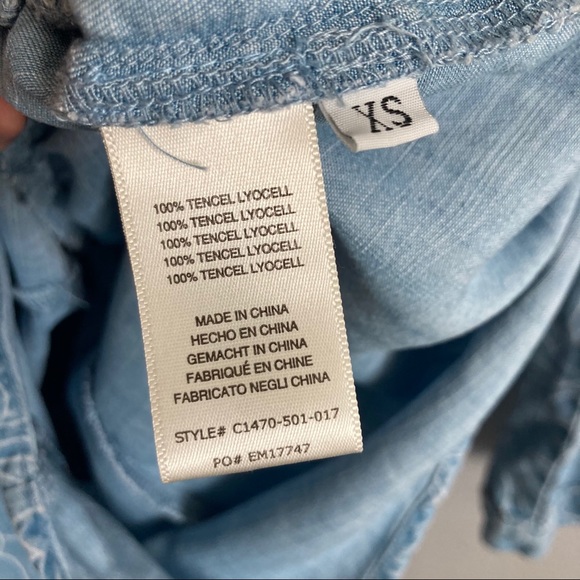 XS
100% TENCEL LYOCELL
100% TENCEL LYOCELL
100% TENCEL LYOCELL
100% TENCEL LYOCELL
100% TENCEL LYOCELL
MADE IN CHINA
HECHO EN CHINA
GEMACHT IN CHINA
FABRIQUÉ EN CHINE
FABRICATO NEGLI CHINA
STYLE# C1470-501-017
PO# EM17747